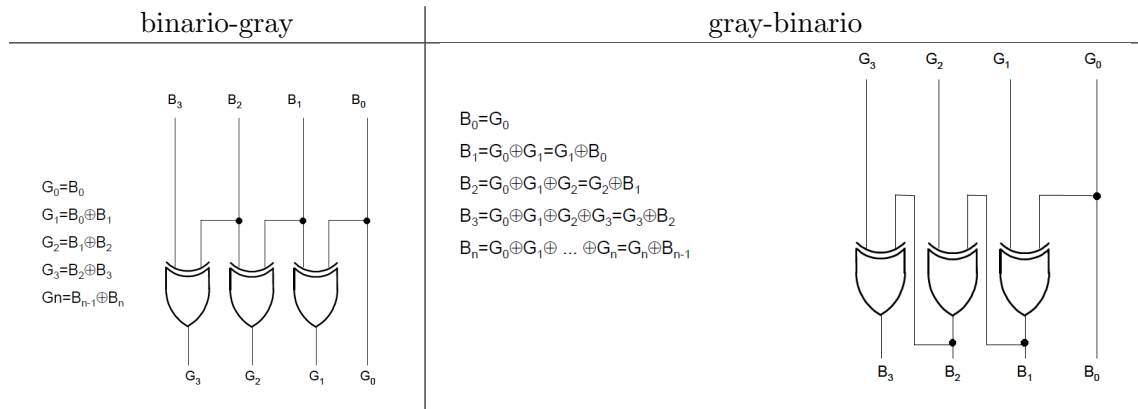 binario-gray
gray-binario
B₃ B₂ B₁ B₀
G₀=B₀
G₁=B₀⊕B₁
G₂=B₁⊕B₂
G₃=B₂⊕B₃
Gn=Bₙ₋₁⊕Bₙ
G₃ G₂ G₁ G₀
G₃ G₂ G₁ G₀
B₀=G₀
B₁=G₀⊕G₁=G₁⊕B₀
B₂=G₀⊕G₁⊕G₂=G₂⊕B₁
B₃=G₀⊕G₁⊕G₂⊕G₃=G₃⊕B₂
Bₙ=G₀⊕G₁⊕ ... ⊕Gₙ=Gₙ⊕Bₙ₋₁
B₃ B₂ B₁ B₀